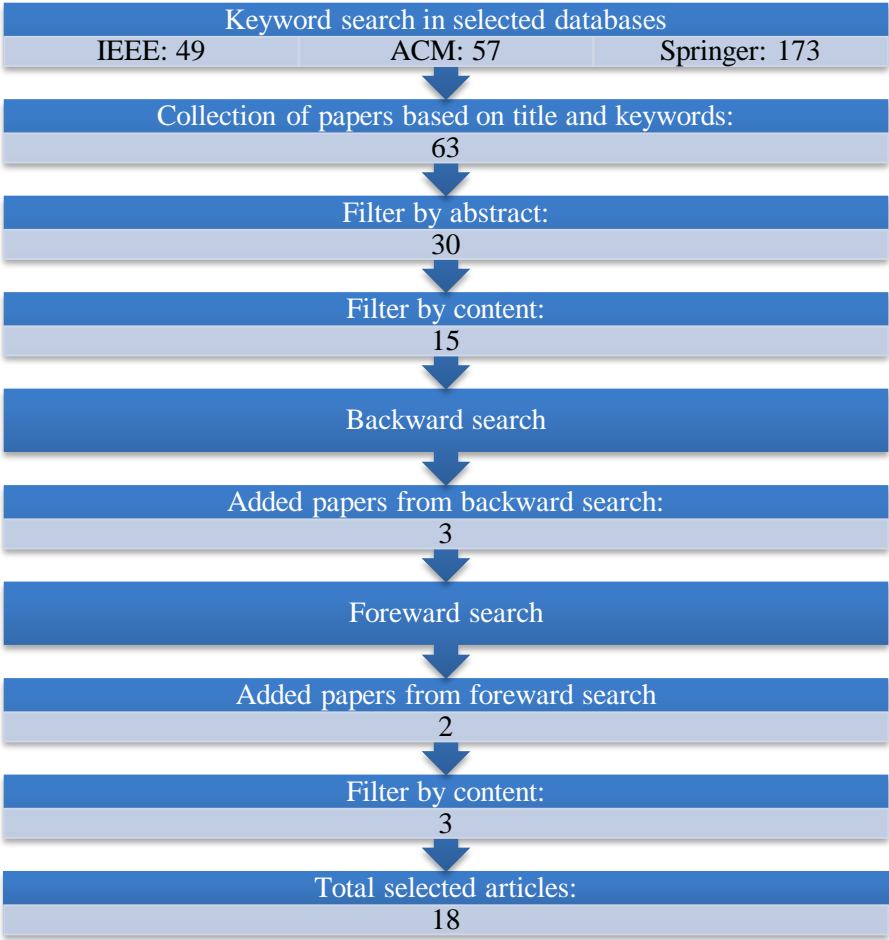 Keyword search in selected databases
IEEE: 49 ACM: 57 Springer: 173
Collection of papers based on title and keywords:
63
Filter by abstract:
30
Filter by content:
15
Backward search
Added papers from backward search:
3
Foreward search
Added papers from foreward search
2
Filter by content:
3
Total selected articles:
18